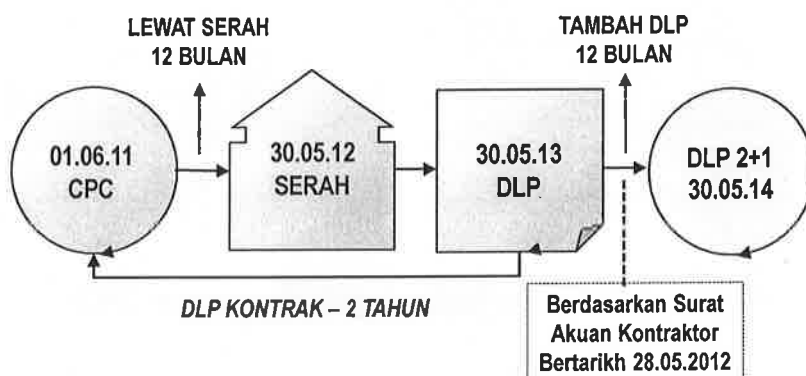 LEWAT SERAH
12 BULAN
TAMBAH DLP
12 BULAN
01.06.11
CPC
30.05.12
SERAH
30.05.13
DLP
DLP 2+1
30.05.14
DLP KONTRAK – 2 TAHUN
Berdasarkan Surat
Akuan Kontraktor
Bertarikh 28.05.2012